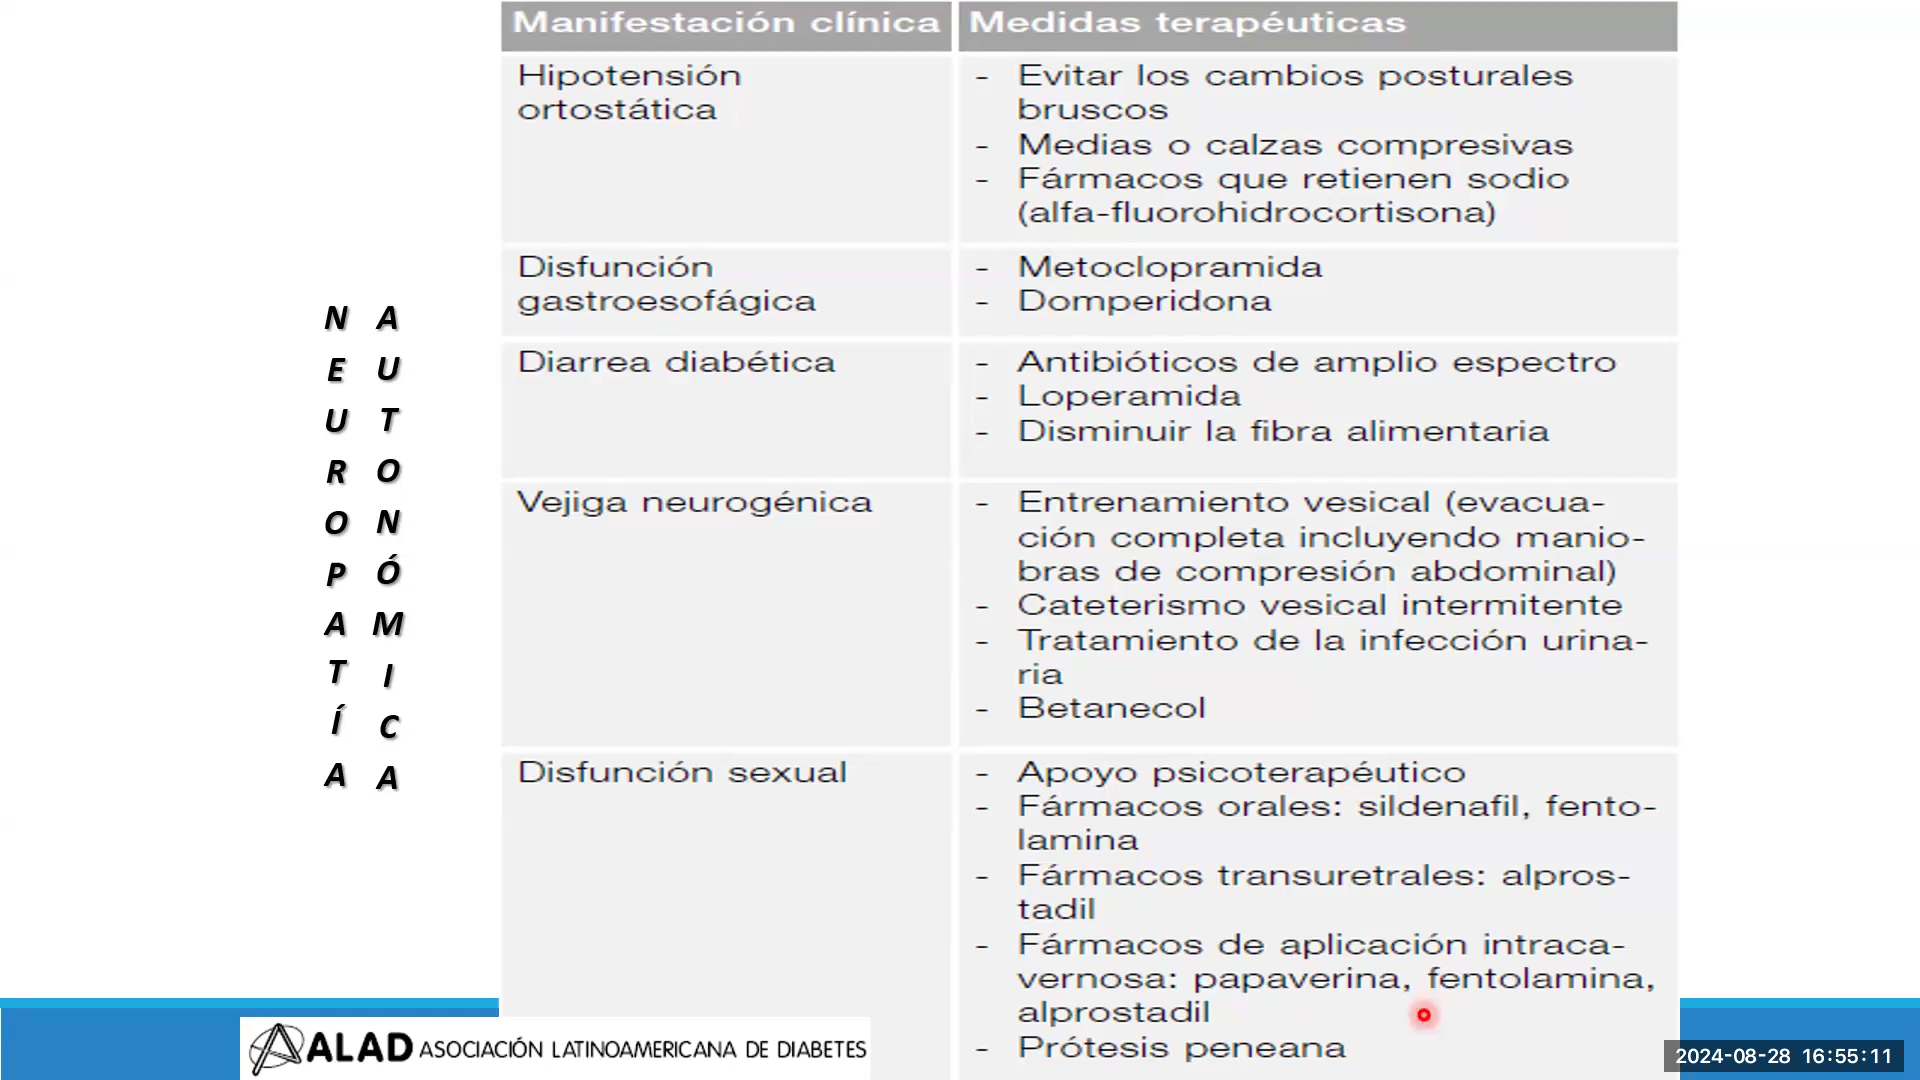 Manifestación clínica
Medidas terapéuticas
Hipotensión
ortostática
- Evitar los cambios posturales
bruscos
- Medias o calzas compresivas
- Fármacos que retienen sodio
(alfa-fluorohidrocortisona)
Disfunción
gastroesofágica
- Metoclopramida
- Domperidona
Diarrea diabética
- Antibióticos de amplio espectro
- Loperamida
- Disminuir la fibra alimentaria
Vejiga neurogénica
- Entrenamiento vesical (evacua-
ción completa incluyendo manio-
bras de compresión abdominal)
- Cateterismo vesical intermitente
- Tratamiento de la infección urina-
ria
- Betanecol
Disfunción sexual
- Apoyo psicoterapéutico
- Fármacos orales: sildenafil, fento-
lamina
- Fármacos transuretrales: alpros-
tadil
- Fármacos de aplicación intraca-
vernosa: papaverina, fentolamina,
alprostadil
- Prótesis peneana
NEUROPATÍA
AUTONÓMICA
ALAD ASOCIACIÓN LATINOAMERICANA DE DIABETES
2024-08-28 16:55:11